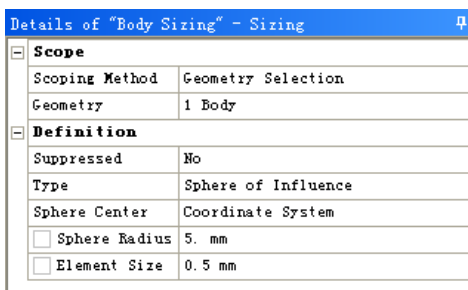 Details of "Body Sizing" - Sizing
Scope
Scoping Method Geometry Selection
Geometry 1 Body
Definition
Suppressed No
Type Sphere of Influence
Sphere Center Coordinate System
Sphere Radius 5. mm
Element Size 0.5 mm